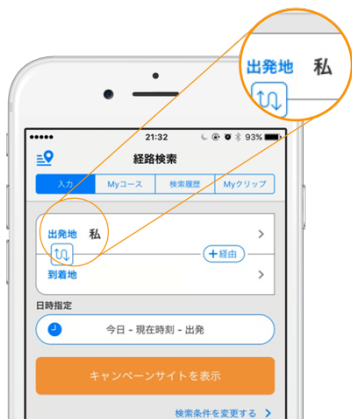 出発地 私
21:32 93%
経路検索
入力 Myコース 検索履歴 Myクリップ
出発地 私
+経由
到着地
日時指定
今日 - 現在時刻 - 出発
キャンペーンサイトを表示
検索条件を変更する